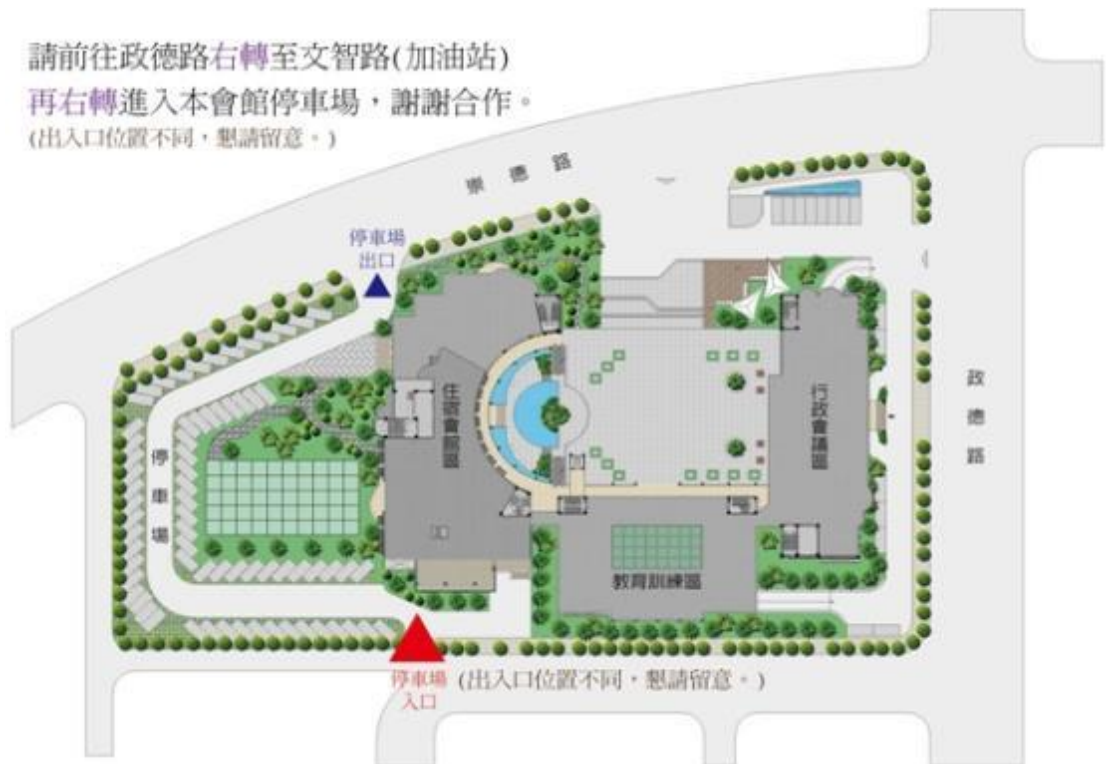 請前往政德路右轉至文智路(加油站)
再右轉進入本會館停車場，謝謝合作。
(出入口位置不同，懇請留意。)
崇德路
停車場
出口
住宿會館區
行政會議區
政德路
停車場
教育訓練區
停車場
入口
(出入口位置不同，懇請留意。)